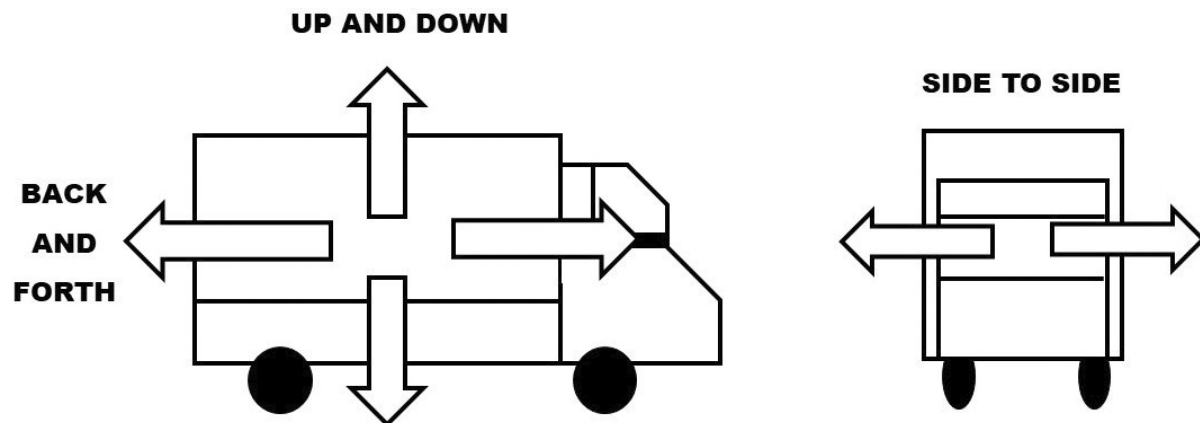 UP AND DOWN
SIDE TO SIDE
BACK
AND
FORTH